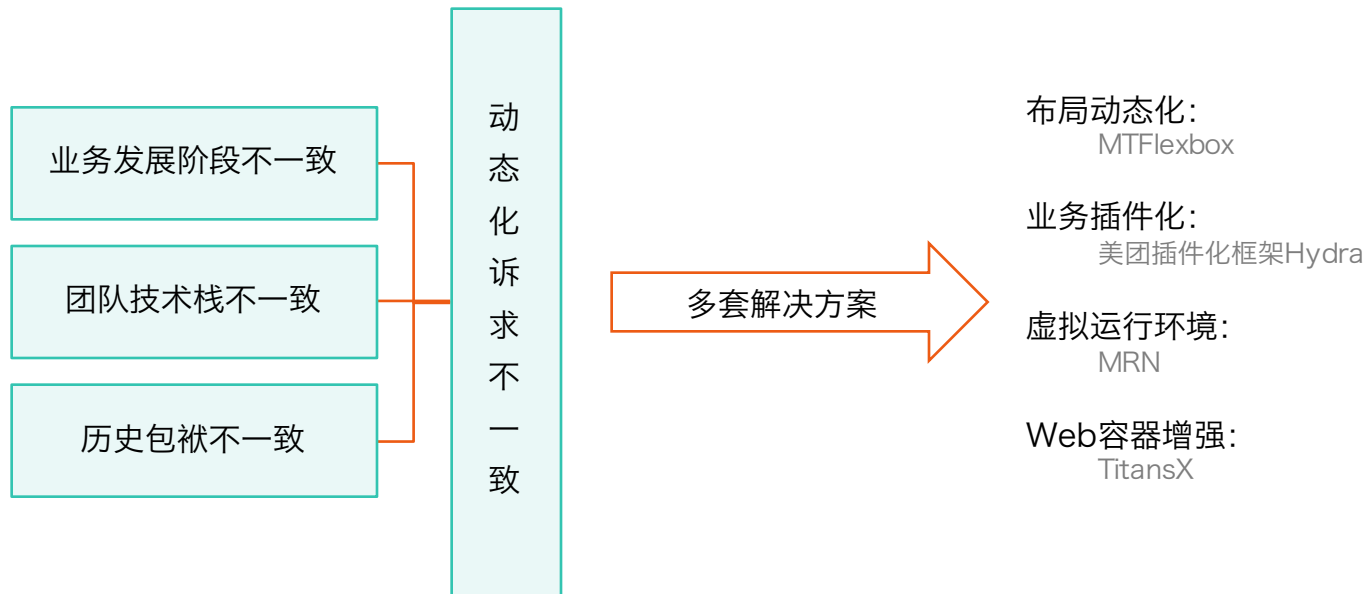 业务发展阶段不一致
团队技术栈不一致
历史包袱不一致
动态化诉求不一致
多套解决方案
布局动态化：
MTFlexbox
业务插件化：
美团插件化框架Hydra
虚拟运行环境：
MRN
Web容器增强：
TitansX